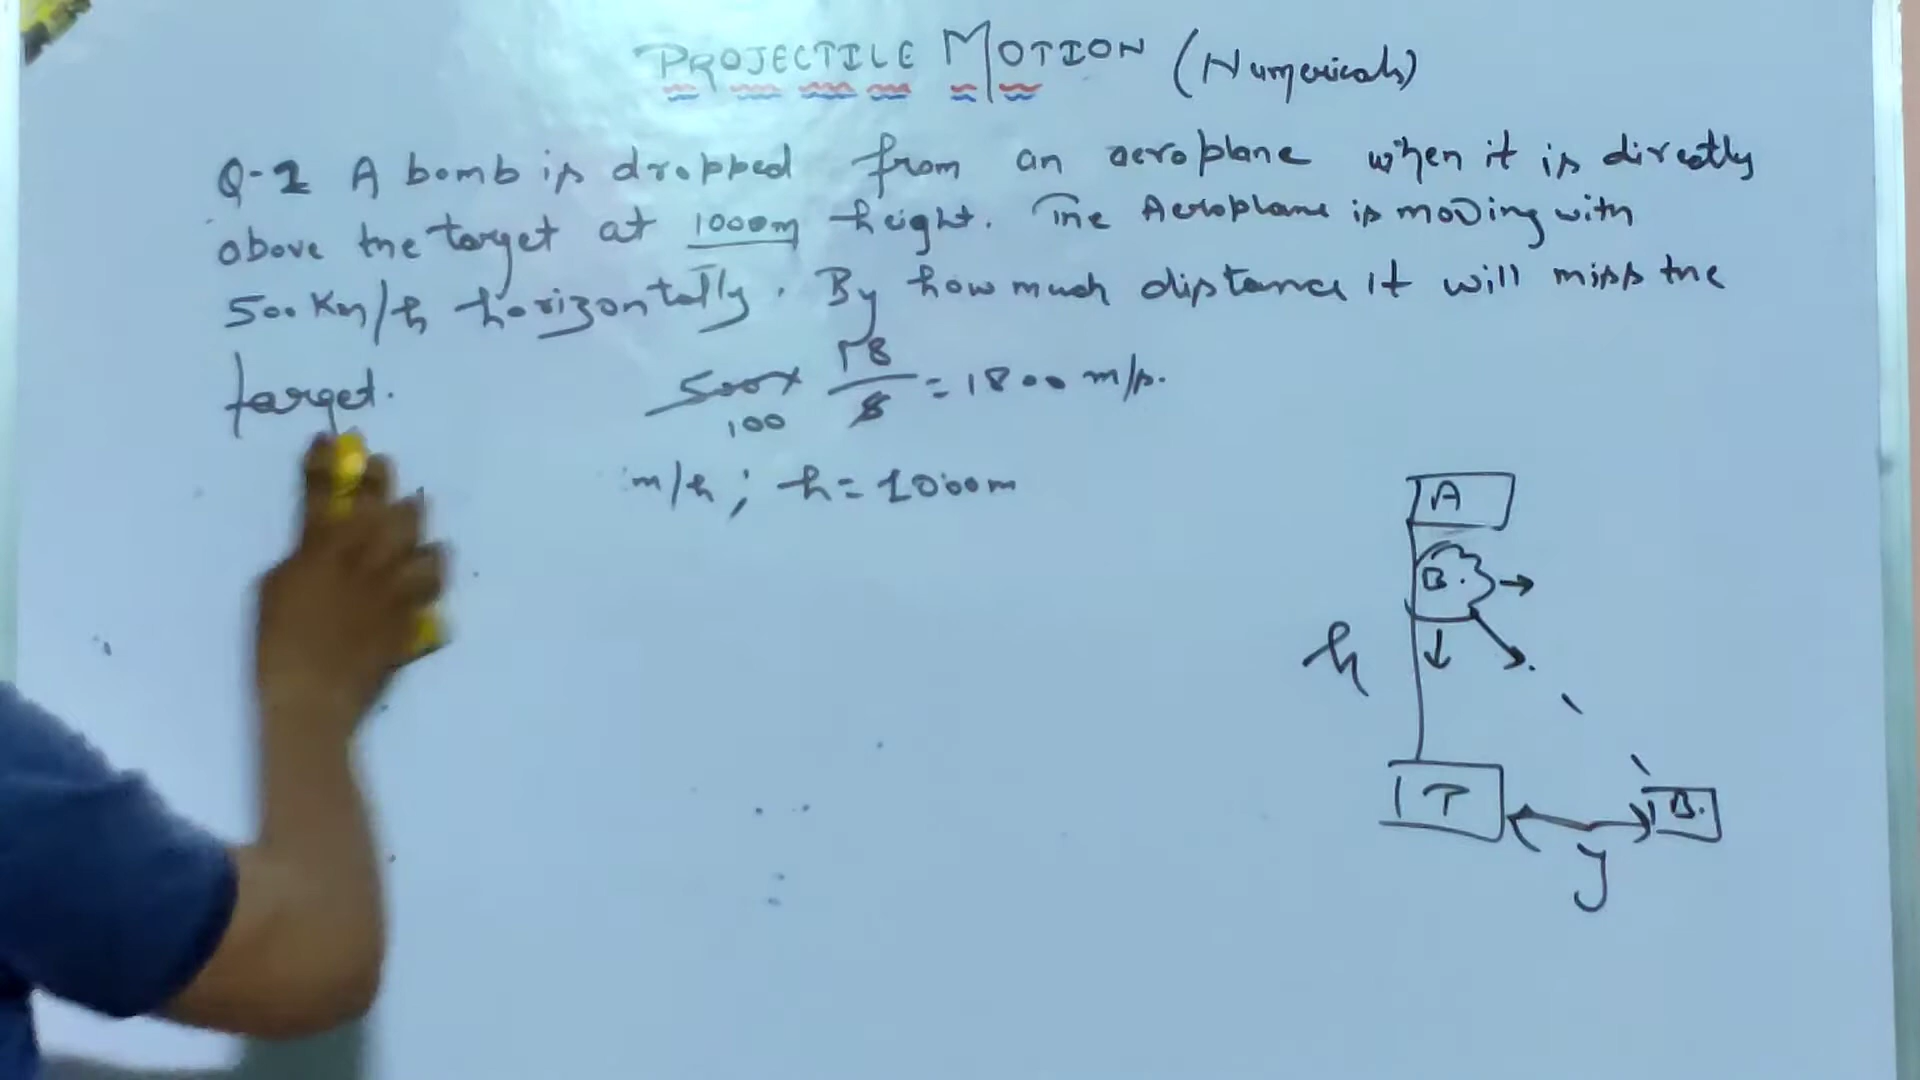 PROJECTILE MOTION (Numericals)
Q-2 A bomb is dropped from an aeroplane when it is directly
above the target at 1000m height. The Aeroplane is moving with
500 Km/h horizontally. By how much distance it will miss the
target.
500 x 18/5 = 1800 m/s.
100
m/h ; h = 1000m
A
B.
h
T
B.
y